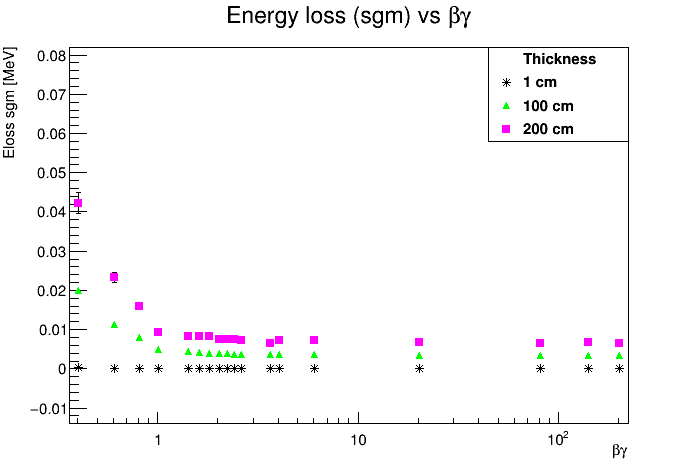 Energy loss (sgm) vs βγ
Eloss sgm [MeV]
0.08
0.07
0.06
0.05
0.04
0.03
0.02
0.01
0
−0.01
Thickness
1 cm
100 cm
200 cm
1
10
10²
βγ